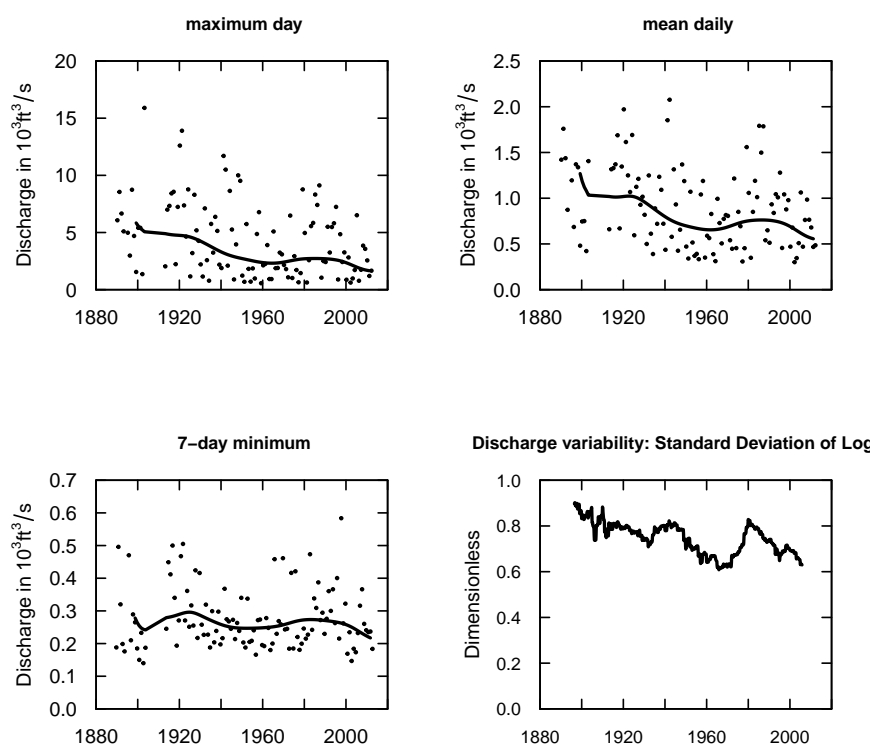 maximum day
20
15
10
5
0
Discharge in 10³ft³/s
1880 1920 1960 2000
mean daily
2.5
2.0
1.5
1.0
0.5
0.0
Discharge in 10³ft³/s
1880 1920 1960 2000
7−day minimum
0.7
0.6
0.5
0.4
0.3
0.2
0.1
0.0
Discharge in 10³ft³/s
1880 1920 1960 2000
Discharge variability: Standard Deviation of Log
1.0
0.8
0.6
0.4
0.2
0.0
Dimensionless
1880 1920 1960 2000